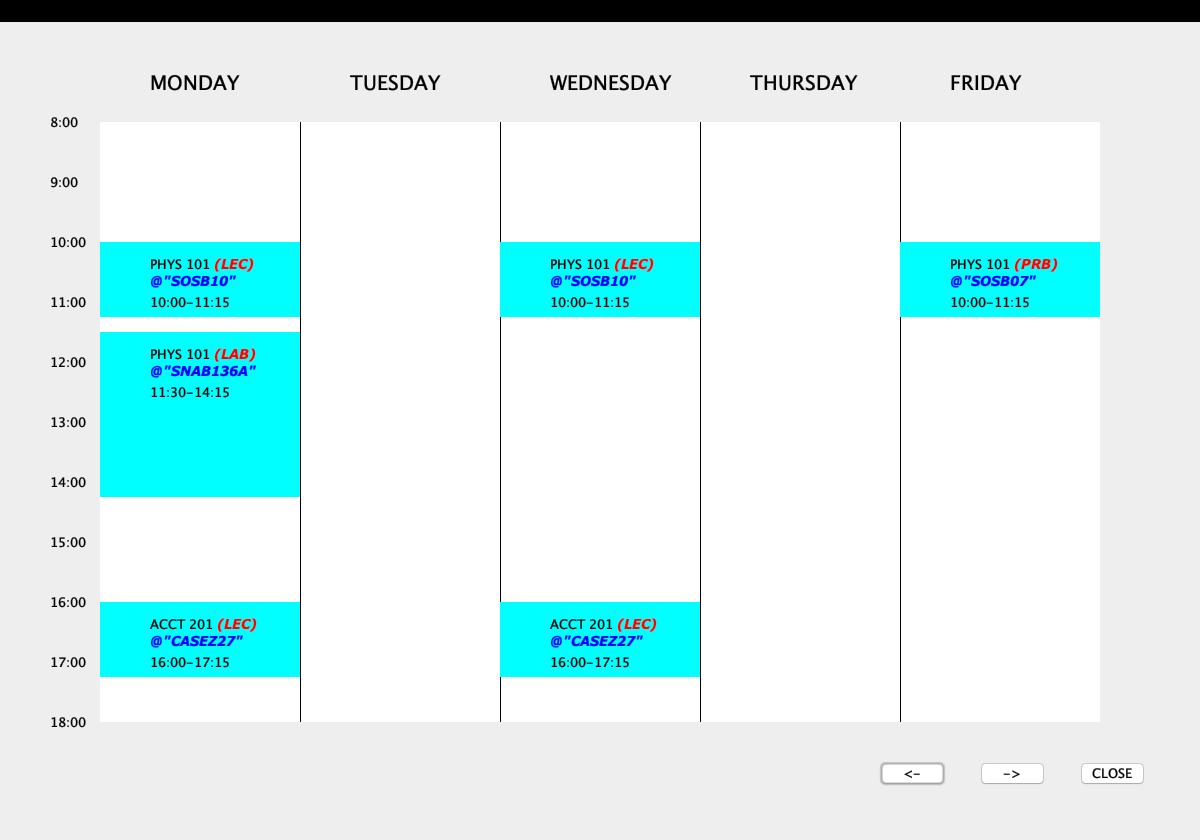 MONDAY TUESDAY WEDNESDAY THURSDAY FRIDAY
8:00
9:00
10:00
PHYS 101 (LEC) PHYS 101 (LEC) PHYS 101 (PRB)
@"SOSB10" @"SOSB10" @"SOSB07"
11:00 10:00-11:15 10:00-11:15 10:00-11:15
PHYS 101 (LAB)
12:00
@"SNAB136A"
11:30-14:15
13:00
14:00
15:00
16:00
ACCT 201 (LEC) ACCT 201 (LEC)
@"CASEZ27" @"CASEZ27"
17:00 16:00-17:15 16:00-17:15
18:00
<- -> CLOSE